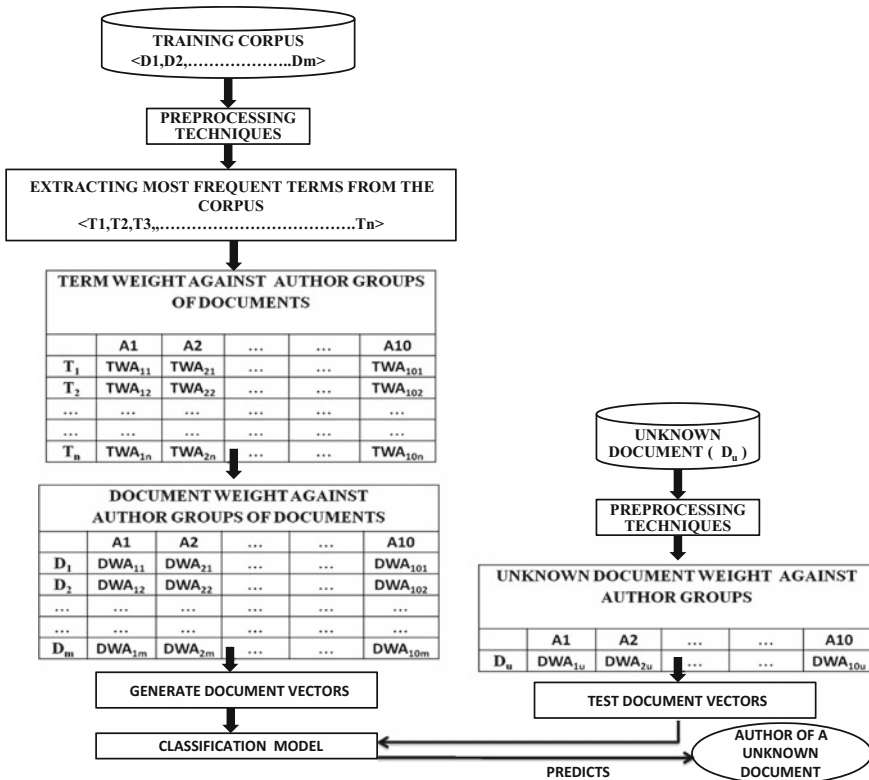 TRAINING CORPUS
<D1,D2,………………..Dm>
PREPROCESSING
TECHNIQUES
EXTRACTING MOST FREQUENT TERMS FROM THE
CORPUS
<T1,T2,T3,,……………………………….Tn>
TERM WEIGHT AGAINST AUTHOR GROUPS
OF DOCUMENTS
A1 A2 … … A10
T1 TWA11 TWA21 … … TWA101
T2 TWA12 TWA22 … … TWA102
… … … … … …
… … … … … …
Tn TWA1n TWA2n … … TWA10n
DOCUMENT WEIGHT AGAINST
AUTHOR GROUPS OF DOCUMENTS
A1 A2 … … A10
D1 DWA11 DWA21 … … DWA101
D2 DWA12 DWA22 … … DWA102
… … … … … …
… … … … … …
Dm DWA1m DWA2m … … DWA10m
GENERATE DOCUMENT VECTORS
CLASSIFICATION MODEL
UNKNOWN
DOCUMENT ( Du )
PREPROCESSING
TECHNIQUES
UNKNOWN DOCUMENT WEIGHT AGAINST
AUTHOR GROUPS
A1 A2 … … A10
Du DWA1u DWA2u … … DWA10u
TEST DOCUMENT VECTORS
PREDICTS
AUTHOR OF A
UNKNOWN
DOCUMENT